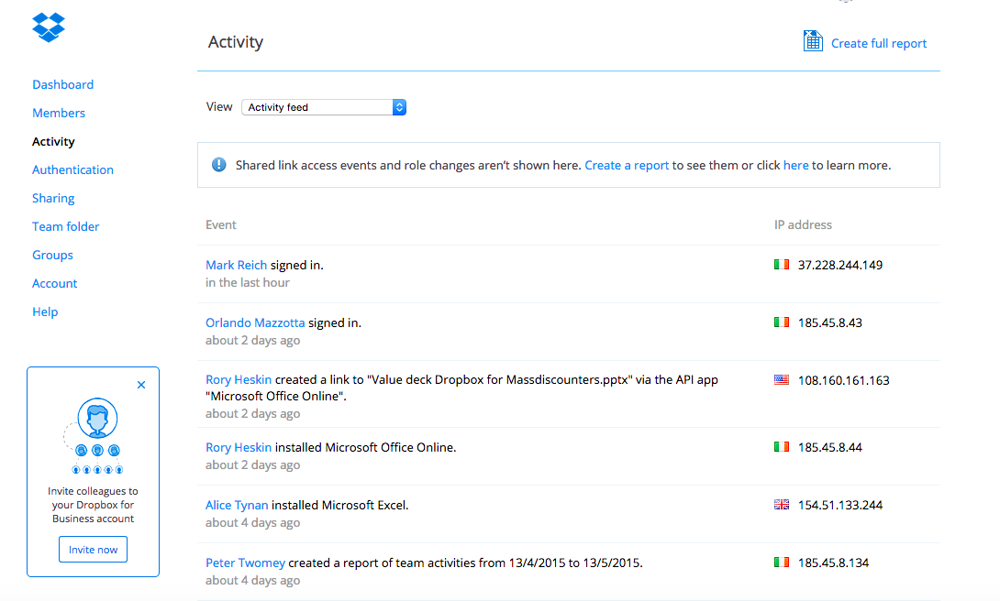 Activity
Create full report
Dashboard
Members
Activity
Authentication
Sharing
Team folder
Groups
Account
Help
View Activity feed
Shared link access events and role changes aren’t shown here. Create a report to see them or click here to learn more.
Event IP address
Mark Reich signed in. 37.228.244.149
in the last hour
Orlando Mazzotta signed in. 185.45.8.43
about 2 days ago
Rory Heskin created a link to "Value deck Dropbox for Massdiscounters.pptx" via the API app 108.160.161.163
"Microsoft Office Online".
about 2 days ago
Rory Heskin installed Microsoft Office Online. 185.45.8.44
about 2 days ago
Alice Tynan installed Microsoft Excel. 154.51.133.244
about 4 days ago
Peter Twomey created a report of team activities from 13/4/2015 to 13/5/2015. 185.45.8.134
about 4 days ago
Invite colleagues to
your Dropbox for
Business account
Invite now